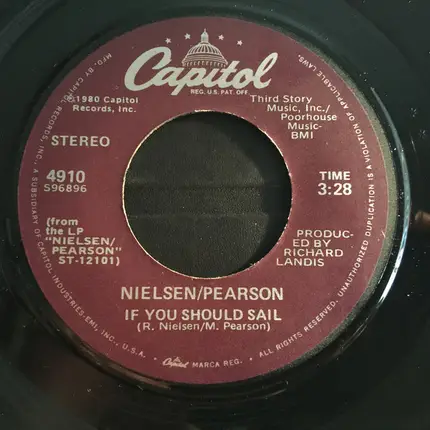 Capitol
REG. U.S. PAT. OFF.
℗1980 Capitol
Records, Inc.
Third Story
Music, Inc./
Poorhouse
Music-
BMI
STEREO
4910
S96896
TIME
3:28
(from
the LP
"NIELSEN/
PEARSON"
ST-12101)
PRODUC-
ED BY
RICHARD
LANDIS
NIELSEN/PEARSON
IF YOU SHOULD SAIL
(R. Nielsen/M. Pearson)
MFD. BY CAPITOL RECORDS, INC., A SUBSIDIARY OF CAPITOL INDUSTRIES-EMI, INC., U.S.A. • Capitol MARCA REG. • ALL RIGHTS RESERVED. UNAUTHORIZED DUPLICATION IS A VIOLATION OF APPLICABLE LAWS.